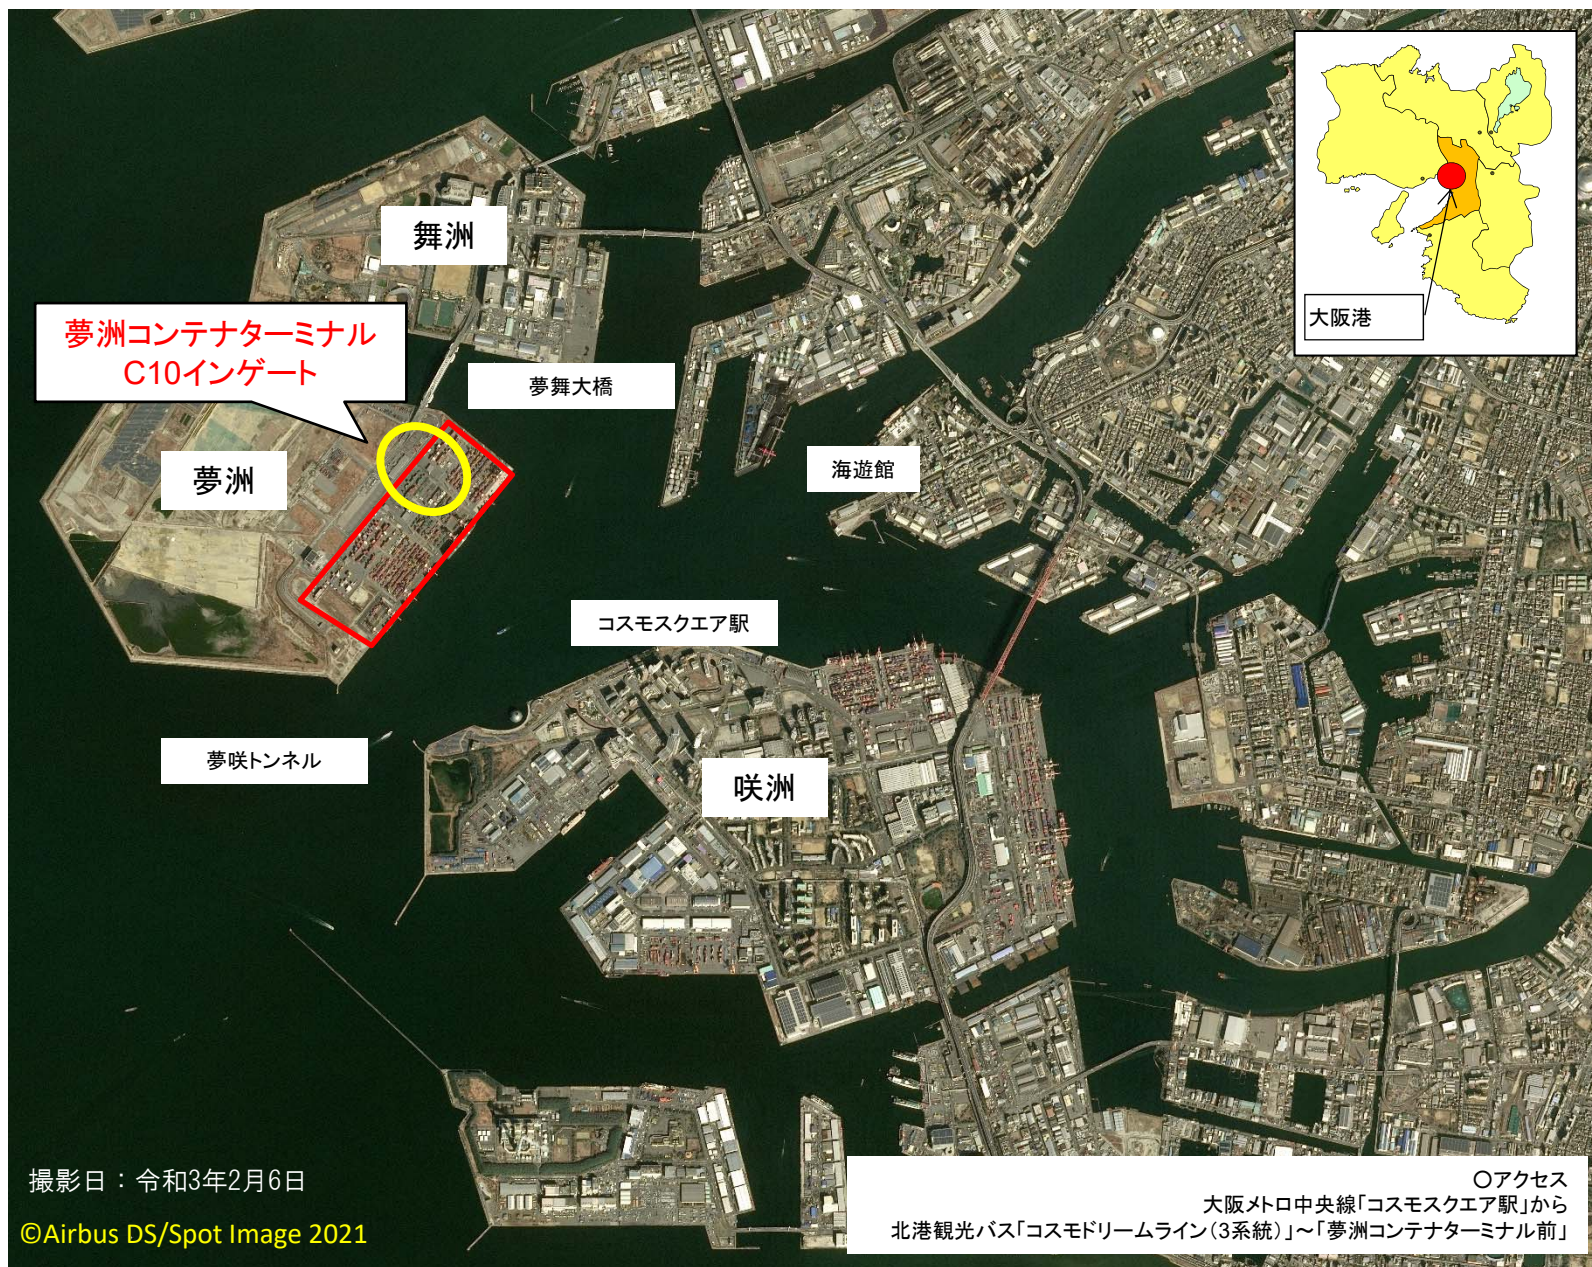 舞洲
大阪港
夢洲コンテナターミナル
C10インゲート
夢舞大橋
夢洲
海遊館
コスモスクエア駅
夢咲トンネル
咲洲
撮影日：令和3年2月6日
©Airbus DS/Spot Image 2021
○アクセス
大阪メトロ中央線「コスモスクエア駅」から
北港観光バス「コスモドリームライン（3系統）」～「夢洲コンテナターミナル前」